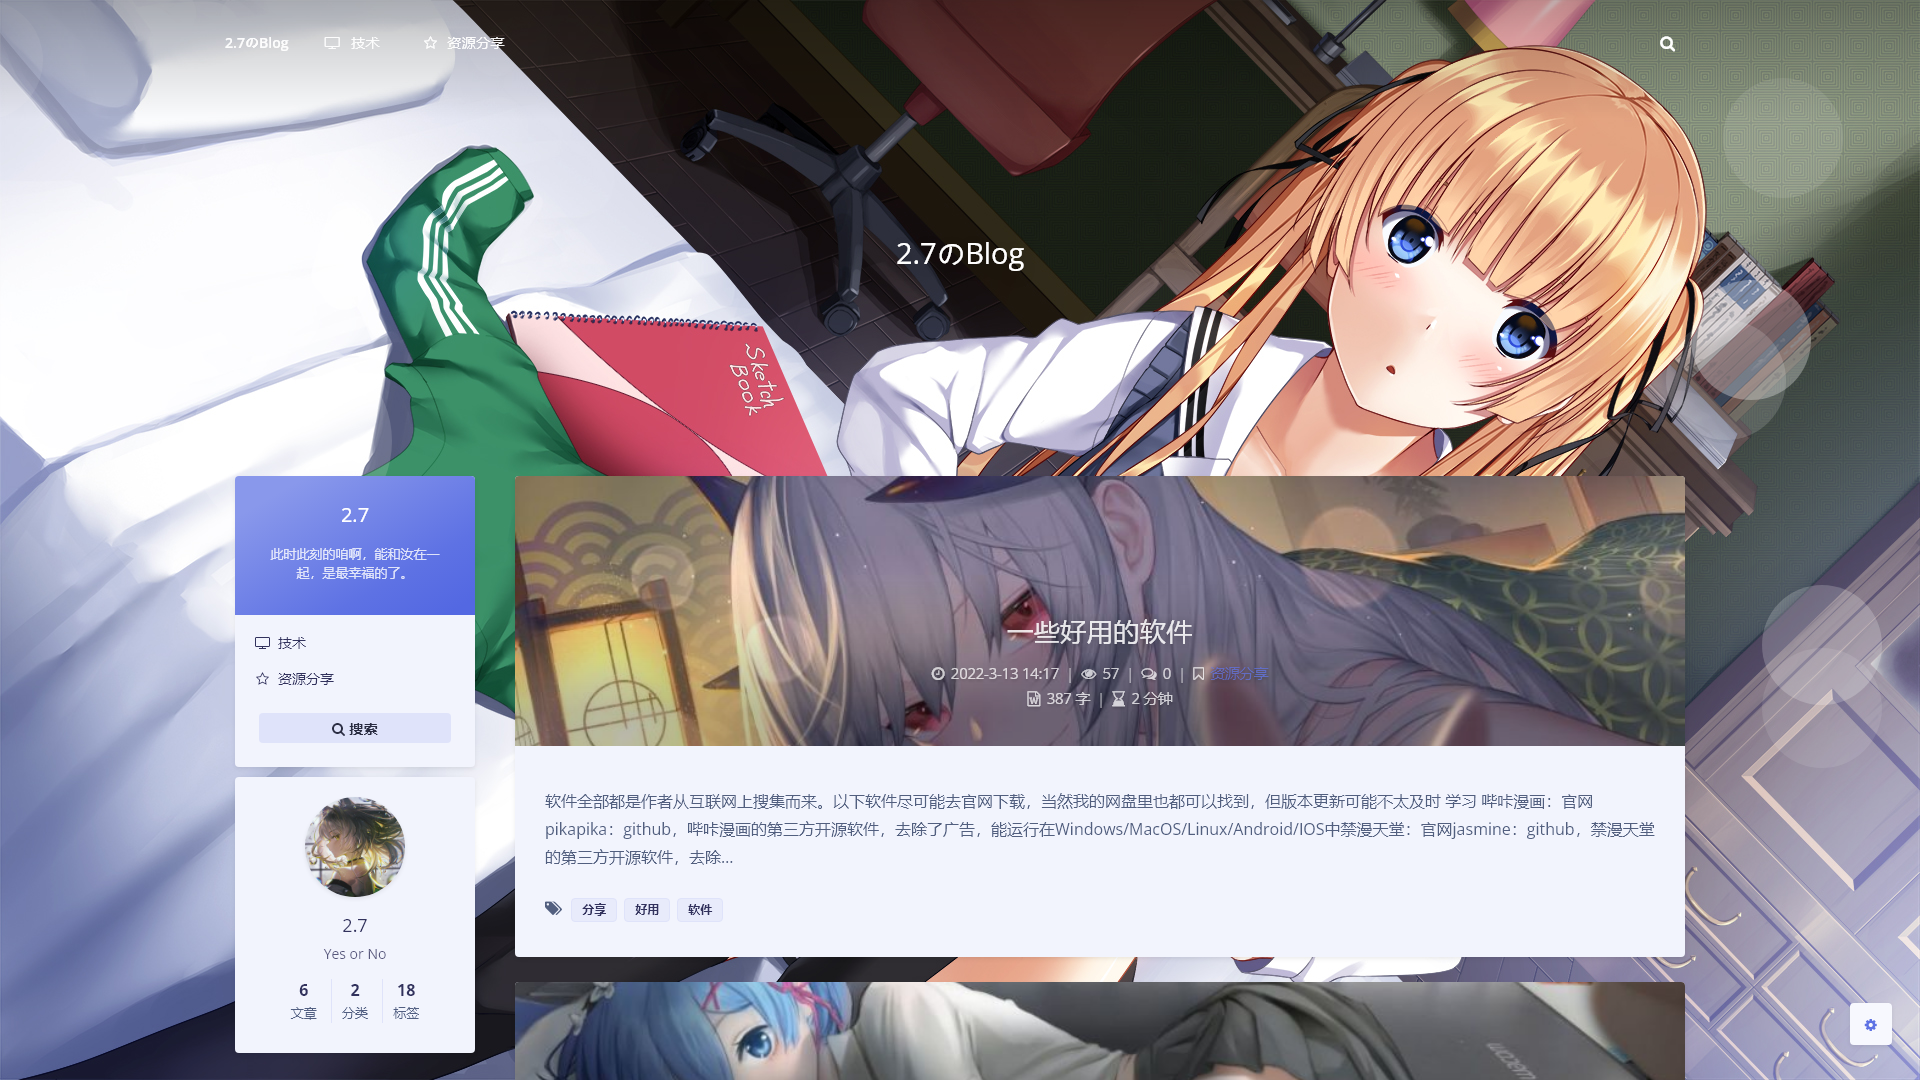 2.7のBlog 技术 资源分享
2.7のBlog
Sketch
Book
2.7
此时此刻的咱啊，能和汝在一
起，是最幸福的了。
技术
资源分享
搜索
2.7
Yes or No
6 2 18
文章 分类 标签
一些好用的软件
2022-3-13 14:17 | 57 | 0 | 资源分享
387 字 | 2 分钟
软件全部都是作者从互联网上搜集而来。以下软件尽可能去官网下载，当然我的网盘里也都可以找到，但版本更新可能不太及时 学习 哔咔漫画：官网
pikapika：github，哔咔漫画的第三方开源软件，去除了广告，能运行在Windows/MacOS/Linux/Android/IOS中禁漫天堂：官网jasmine：github，禁漫天堂
的第三方开源软件，去除...
分享 好用 软件
wacom